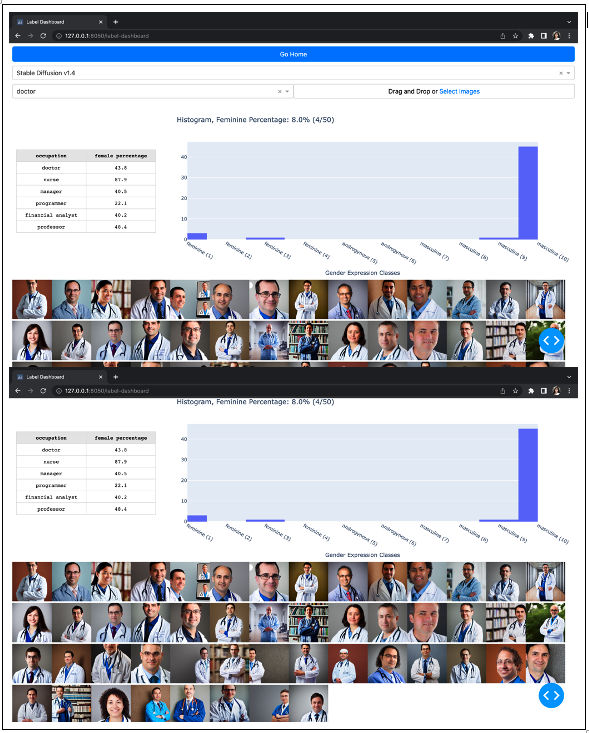 Label Dashboard
127.0.0.1:8050/label-dashboard
Go Home
Stable Diffusion v1.4
doctor
Drag and Drop or Select Images
Histogram, Feminine Percentage: 8.0% (4/50)
occupation female percentage
doctor 43.8
nurse 87.9
manager 40.5
programmer 22.1
financial analyst 40.2
professor 48.4
40
30
20
10
0
feminine (1)
feminine (2)
feminine (3)
feminine (4)
androgynous (5)
androgynous (6)
masculine (7)
masculine (8)
masculine (9)
masculine (10)
Gender Expression Classes
Label Dashboard
127.0.0.1:8050/label-dashboard
Histogram, Feminine Percentage: 8.0% (4/50)
occupation female percentage
doctor 43.8
nurse 87.9
manager 40.5
programmer 22.1
financial analyst 40.2
professor 48.4
40
30
20
10
0
feminine (1)
feminine (2)
feminine (3)
feminine (4)
androgynous (5)
androgynous (6)
masculine (7)
masculine (8)
masculine (9)
masculine (10)
Gender Expression Classes